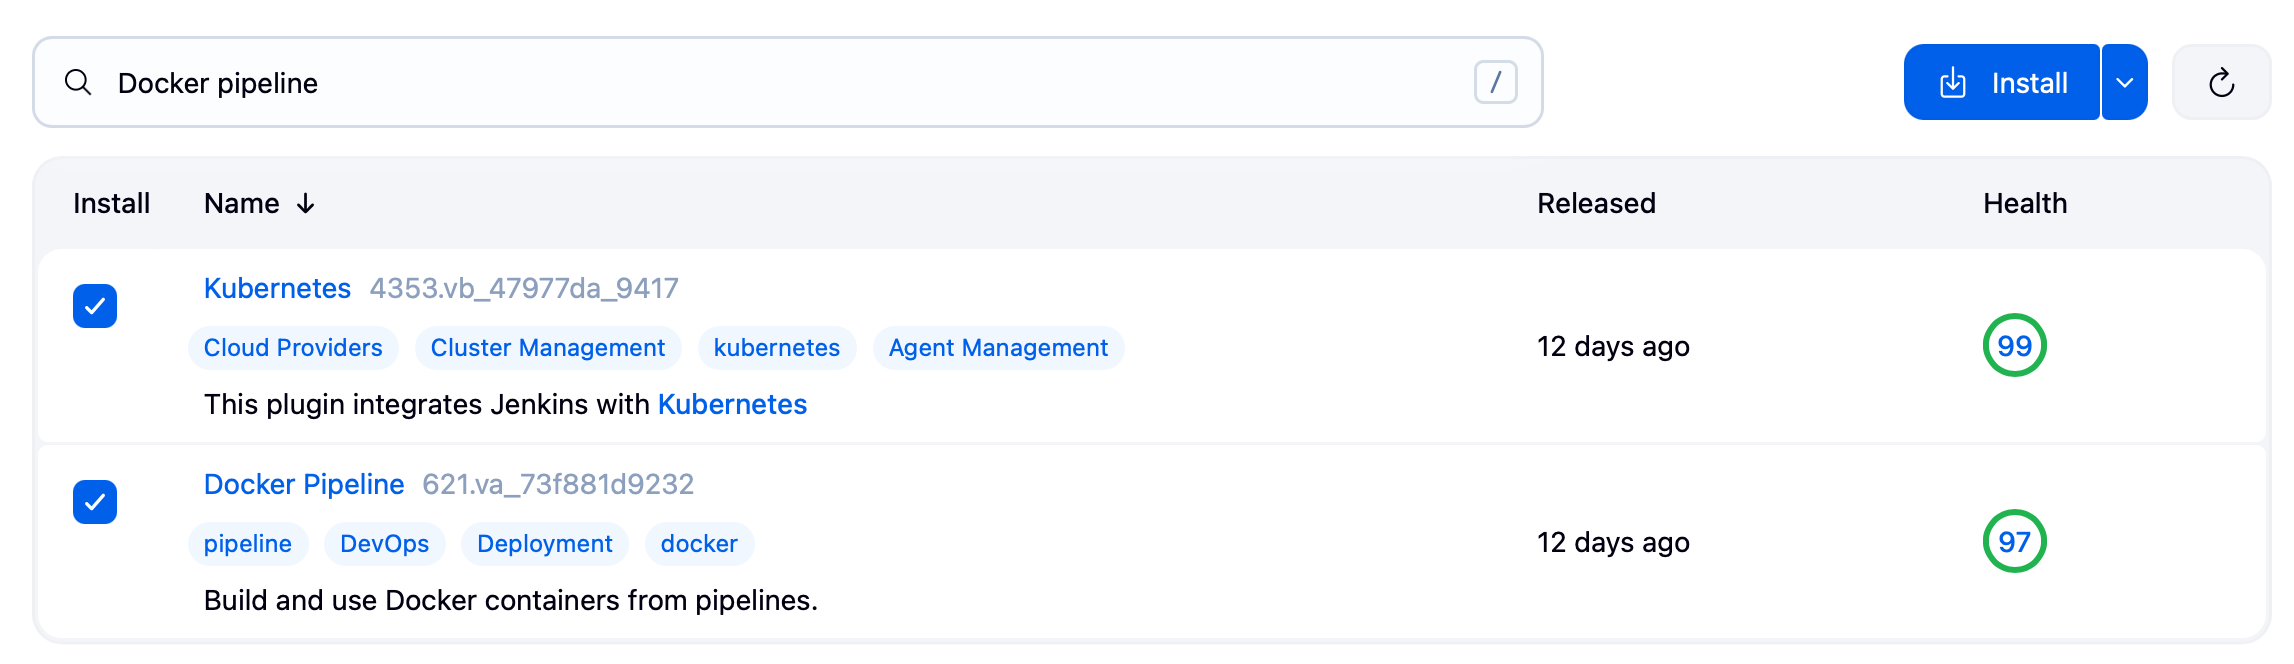 Docker pipeline /
Install
Install Name ↓ Released Health
Kubernetes 4353.vb_47977da_9417
Cloud Providers Cluster Management kubernetes Agent Management
12 days ago 99
This plugin integrates Jenkins with Kubernetes
Docker Pipeline 621.va_73f881d9232
pipeline DevOps Deployment docker
12 days ago 97
Build and use Docker containers from pipelines.